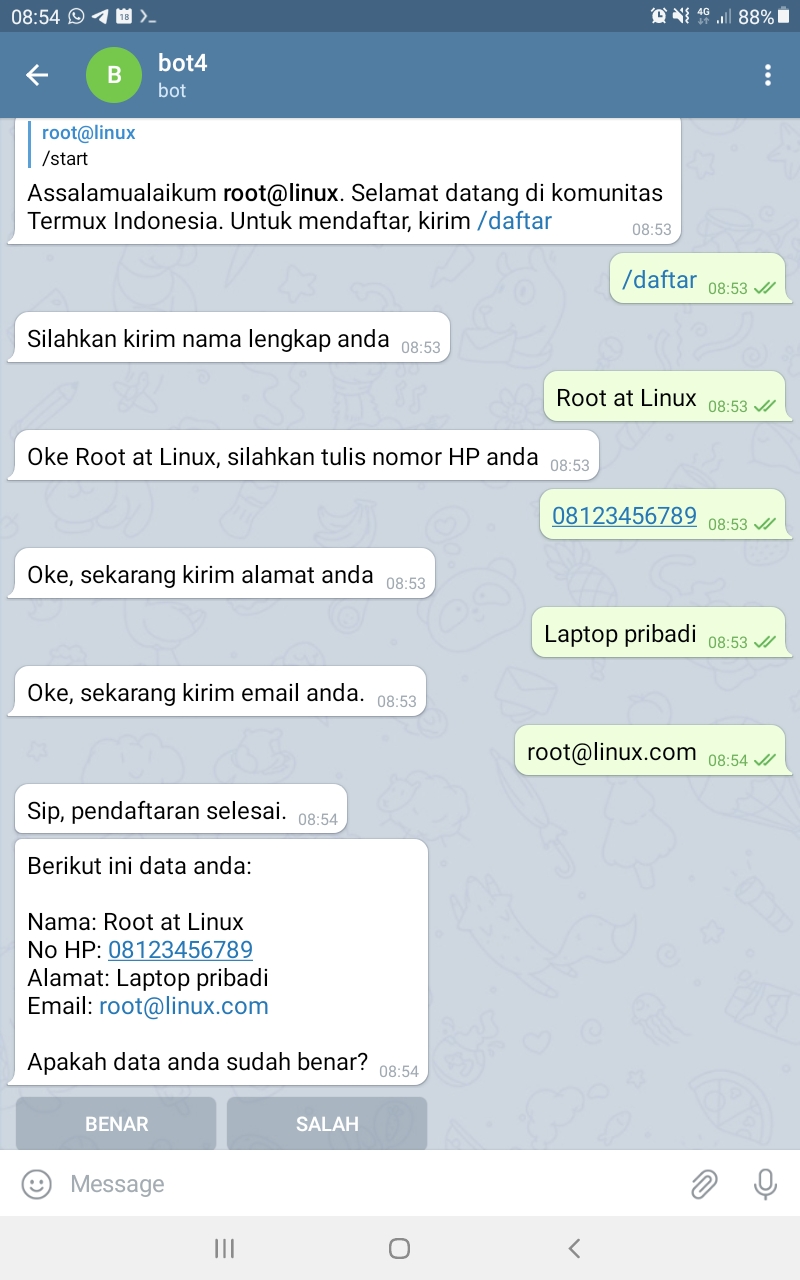 08:54 18 4G 88%
B
bot4
bot
root@linux
/start
Assalamualaikum root@linux. Selamat datang di komunitas
Termux Indonesia. Untuk mendaftar, kirim /daftar 08:53
/daftar 08:53
Silahkan kirim nama lengkap anda 08:53
Root at Linux 08:53
Oke Root at Linux, silahkan tulis nomor HP anda 08:53
08123456789 08:53
Oke, sekarang kirim alamat anda 08:53
Laptop pribadi 08:53
Oke, sekarang kirim email anda. 08:53
root@linux.com 08:54
Sip, pendaftaran selesai. 08:54
Berikut ini data anda:
Nama: Root at Linux
No HP: 08123456789
Alamat: Laptop pribadi
Email: root@linux.com
Apakah data anda sudah benar? 08:54
BENAR SALAH
Message